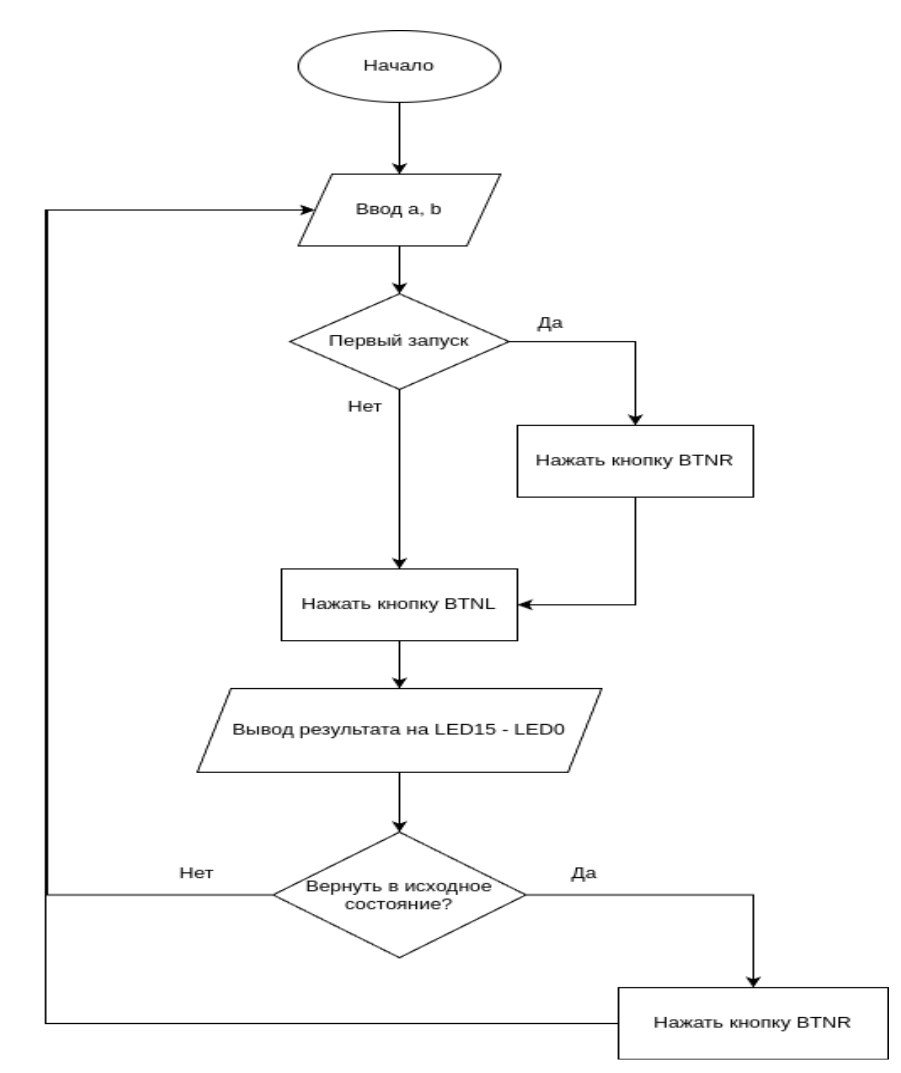 Начало
Ввод a, b
Первый запуск
Да
Нет
Нажать кнопку BTNR
Нажать кнопку BTNL
Вывод результата на LED15 - LED0
Вернуть в исходное
состояние?
Нет
Да
Нажать кнопку BTNR